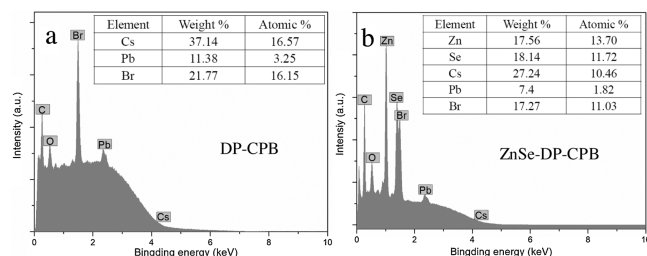 a
Element Weight % Atomic %
Cs 37.14 16.57
Pb 11.38 3.25
Br 21.77 16.15
Br
C
O
Pb
Cs
DP-CPB
Intensity (a.u.)
0 2 4 6 8 10
Bingding energy (keV)
b
Element Weight % Atomic %
Zn 17.56 13.70
Se 18.14 11.72
Cs 27.24 10.46
Pb 7.4 1.82
Br 17.27 11.03
Zn
C
Se
Br
O
Pb
Cs
ZnSe-DP-CPB
Intensity (a.u.)
0 2 4 6 8 10
Bingding energy (keV)